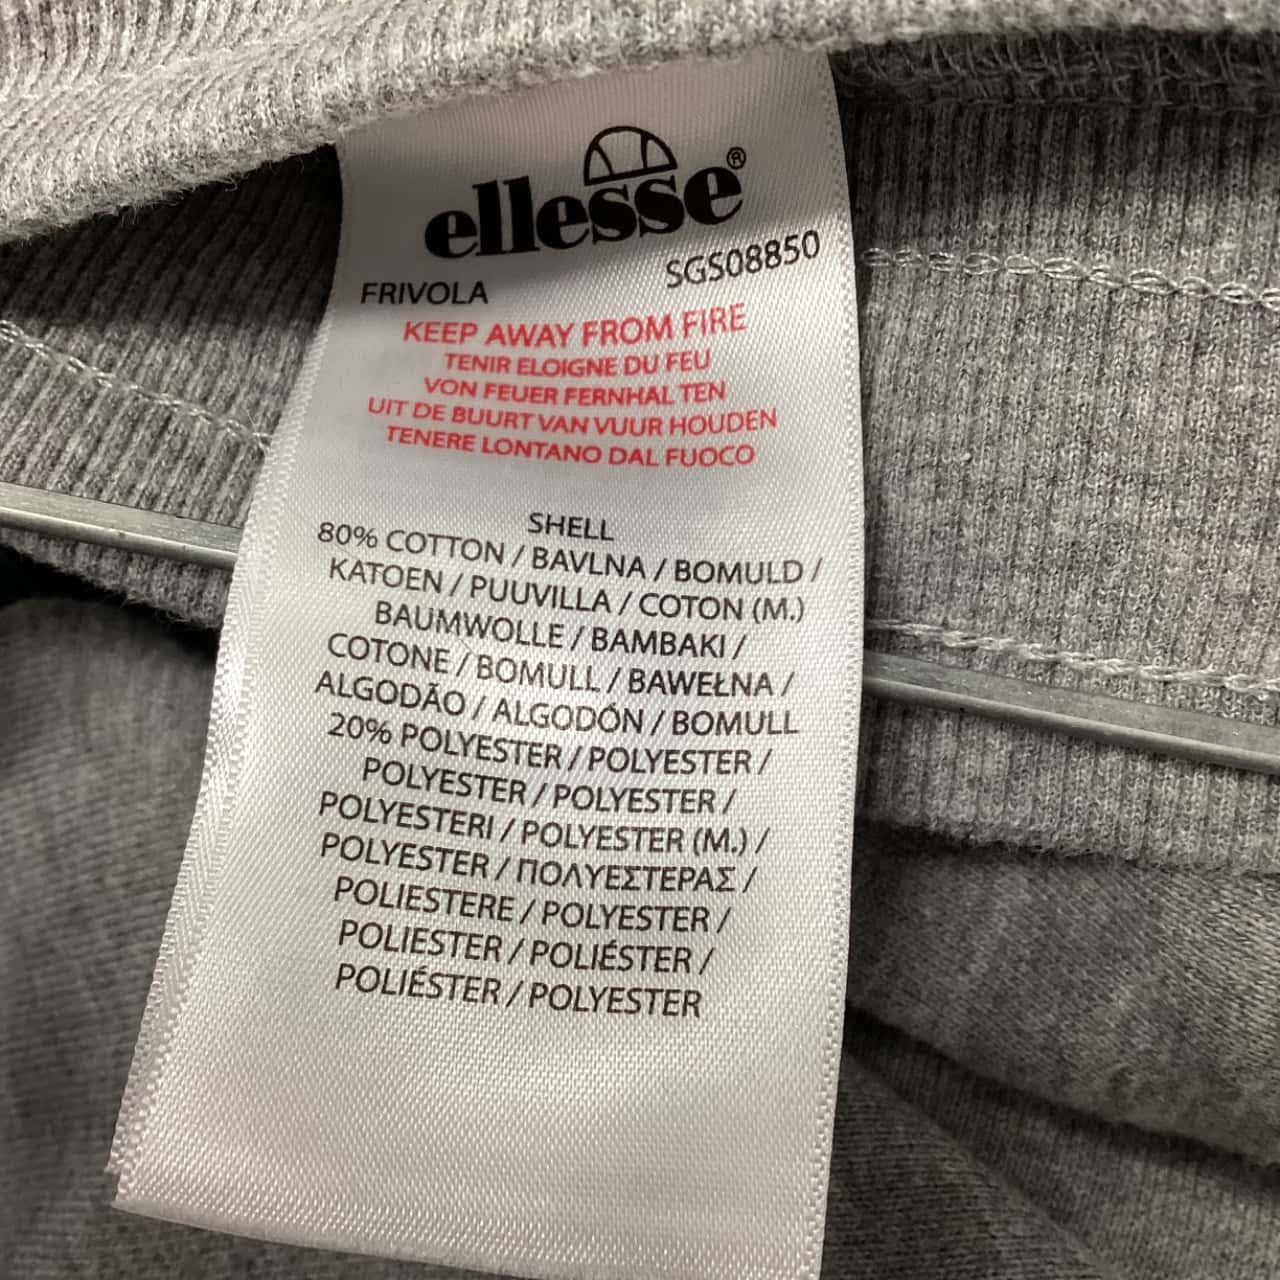 ellesse®
FRIVOLA SGS08850
KEEP AWAY FROM FIRE
TENIR ELOIGNE DU FEU
VON FEUER FERNHAL TEN
UIT DE BUURT VAN VUUR HOUDEN
TENERE LONTANO DAL FUOCO
SHELL
80% COTTON / BAVLNA / BOMULD /
KATOEN / PUUVILLA / COTON (M.)
BAUMWOLLE / BAMBAKI /
COTONE / BOMULL / BAWEŁNA /
ALGODÃO / ALGODÓN / BOMULL
20% POLYESTER / POLYESTER /
POLYESTER / POLYESTER /
POLYESTERI / POLYESTER (M.) /
POLYESTER / ΠΟΛΥΕΣΤΕΡΑΣ /
POLIESTERE / POLYESTER /
POLIESTER / POLIÉSTER /
POLIÉSTER / POLYESTER